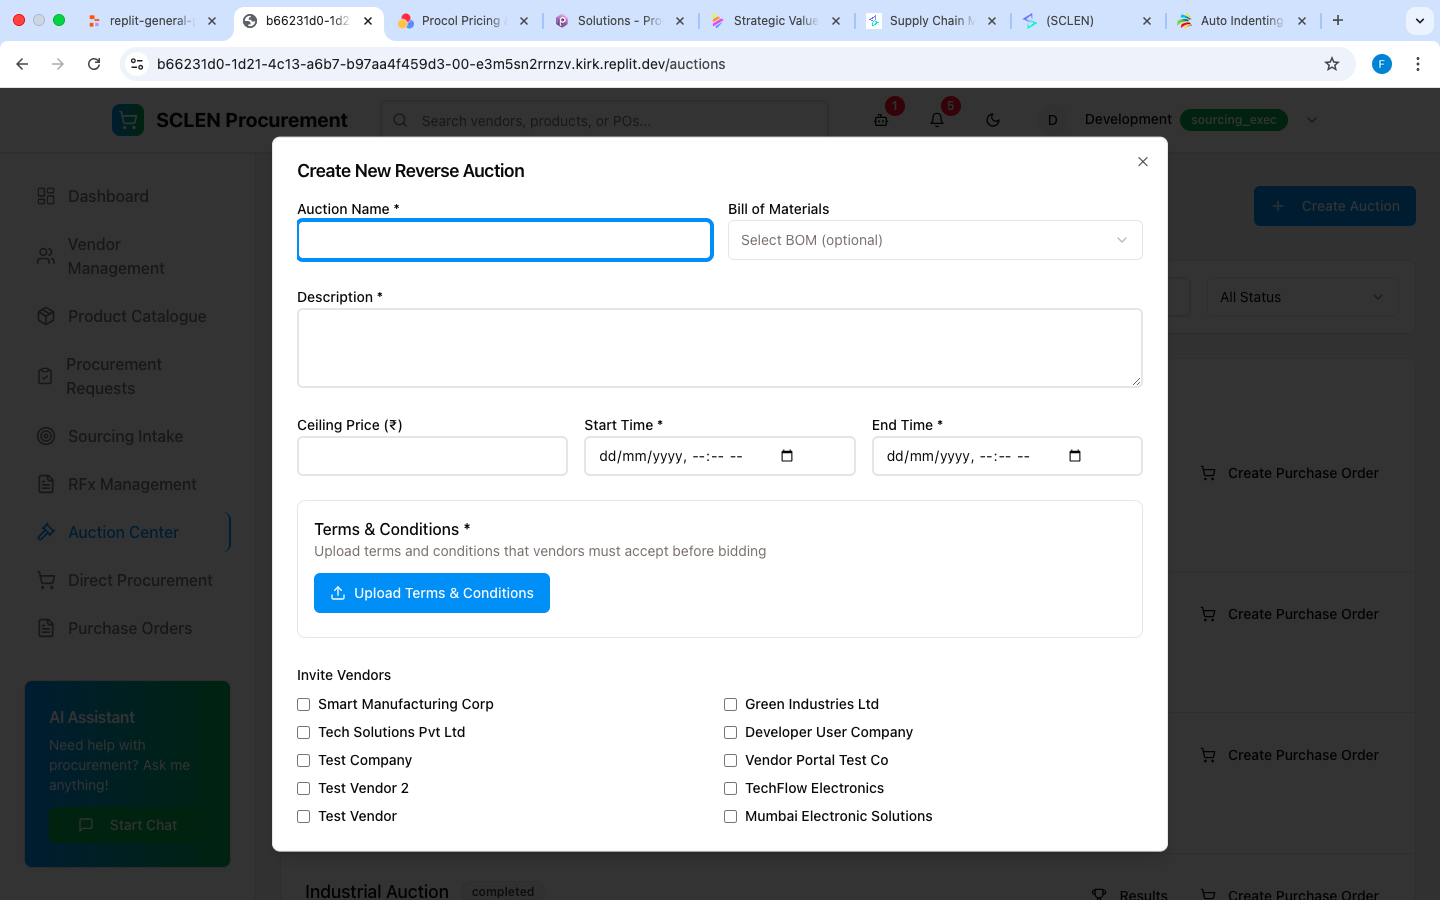 replit-general-
b66231d0-1d2
Procol Pricing
Solutions - Pro
Strategic Value
Supply Chain M
(SCLEN)
Auto Indenting
b66231d0-1d21-4c13-a6b7-b97aa4f459d3-00-e3m5sn2rrnzv.kirk.replit.dev/auctions
F
SCLEN Procurement
Search vendors, products, or POs...
1
5
D
Development
sourcing_exec
Dashboard
Vendor
Management
Product Catalogue
Procurement
Requests
Sourcing Intake
RFx Management
Auction Center
Direct Procurement
Purchase Orders
AI Assistant
Need help with
procurement? Ask me
anything!
Start Chat
Create Auction
All Status
Create New Reverse Auction
Auction Name *
Bill of Materials
Select BOM (optional)
Description *
Ceiling Price (₹)
Start Time *
End Time *
dd/mm/yyyy, --:-- --
dd/mm/yyyy, --:-- --
Terms & Conditions *
Upload terms and conditions that vendors must accept before bidding
Upload Terms & Conditions
Invite Vendors
Smart Manufacturing Corp
Green Industries Ltd
Tech Solutions Pvt Ltd
Developer User Company
Test Company
Vendor Portal Test Co
Test Vendor 2
TechFlow Electronics
Test Vendor
Mumbai Electronic Solutions
Create Purchase Order
Create Purchase Order
Create Purchase Order
Industrial Auction
completed
Results
Create Purchase Order